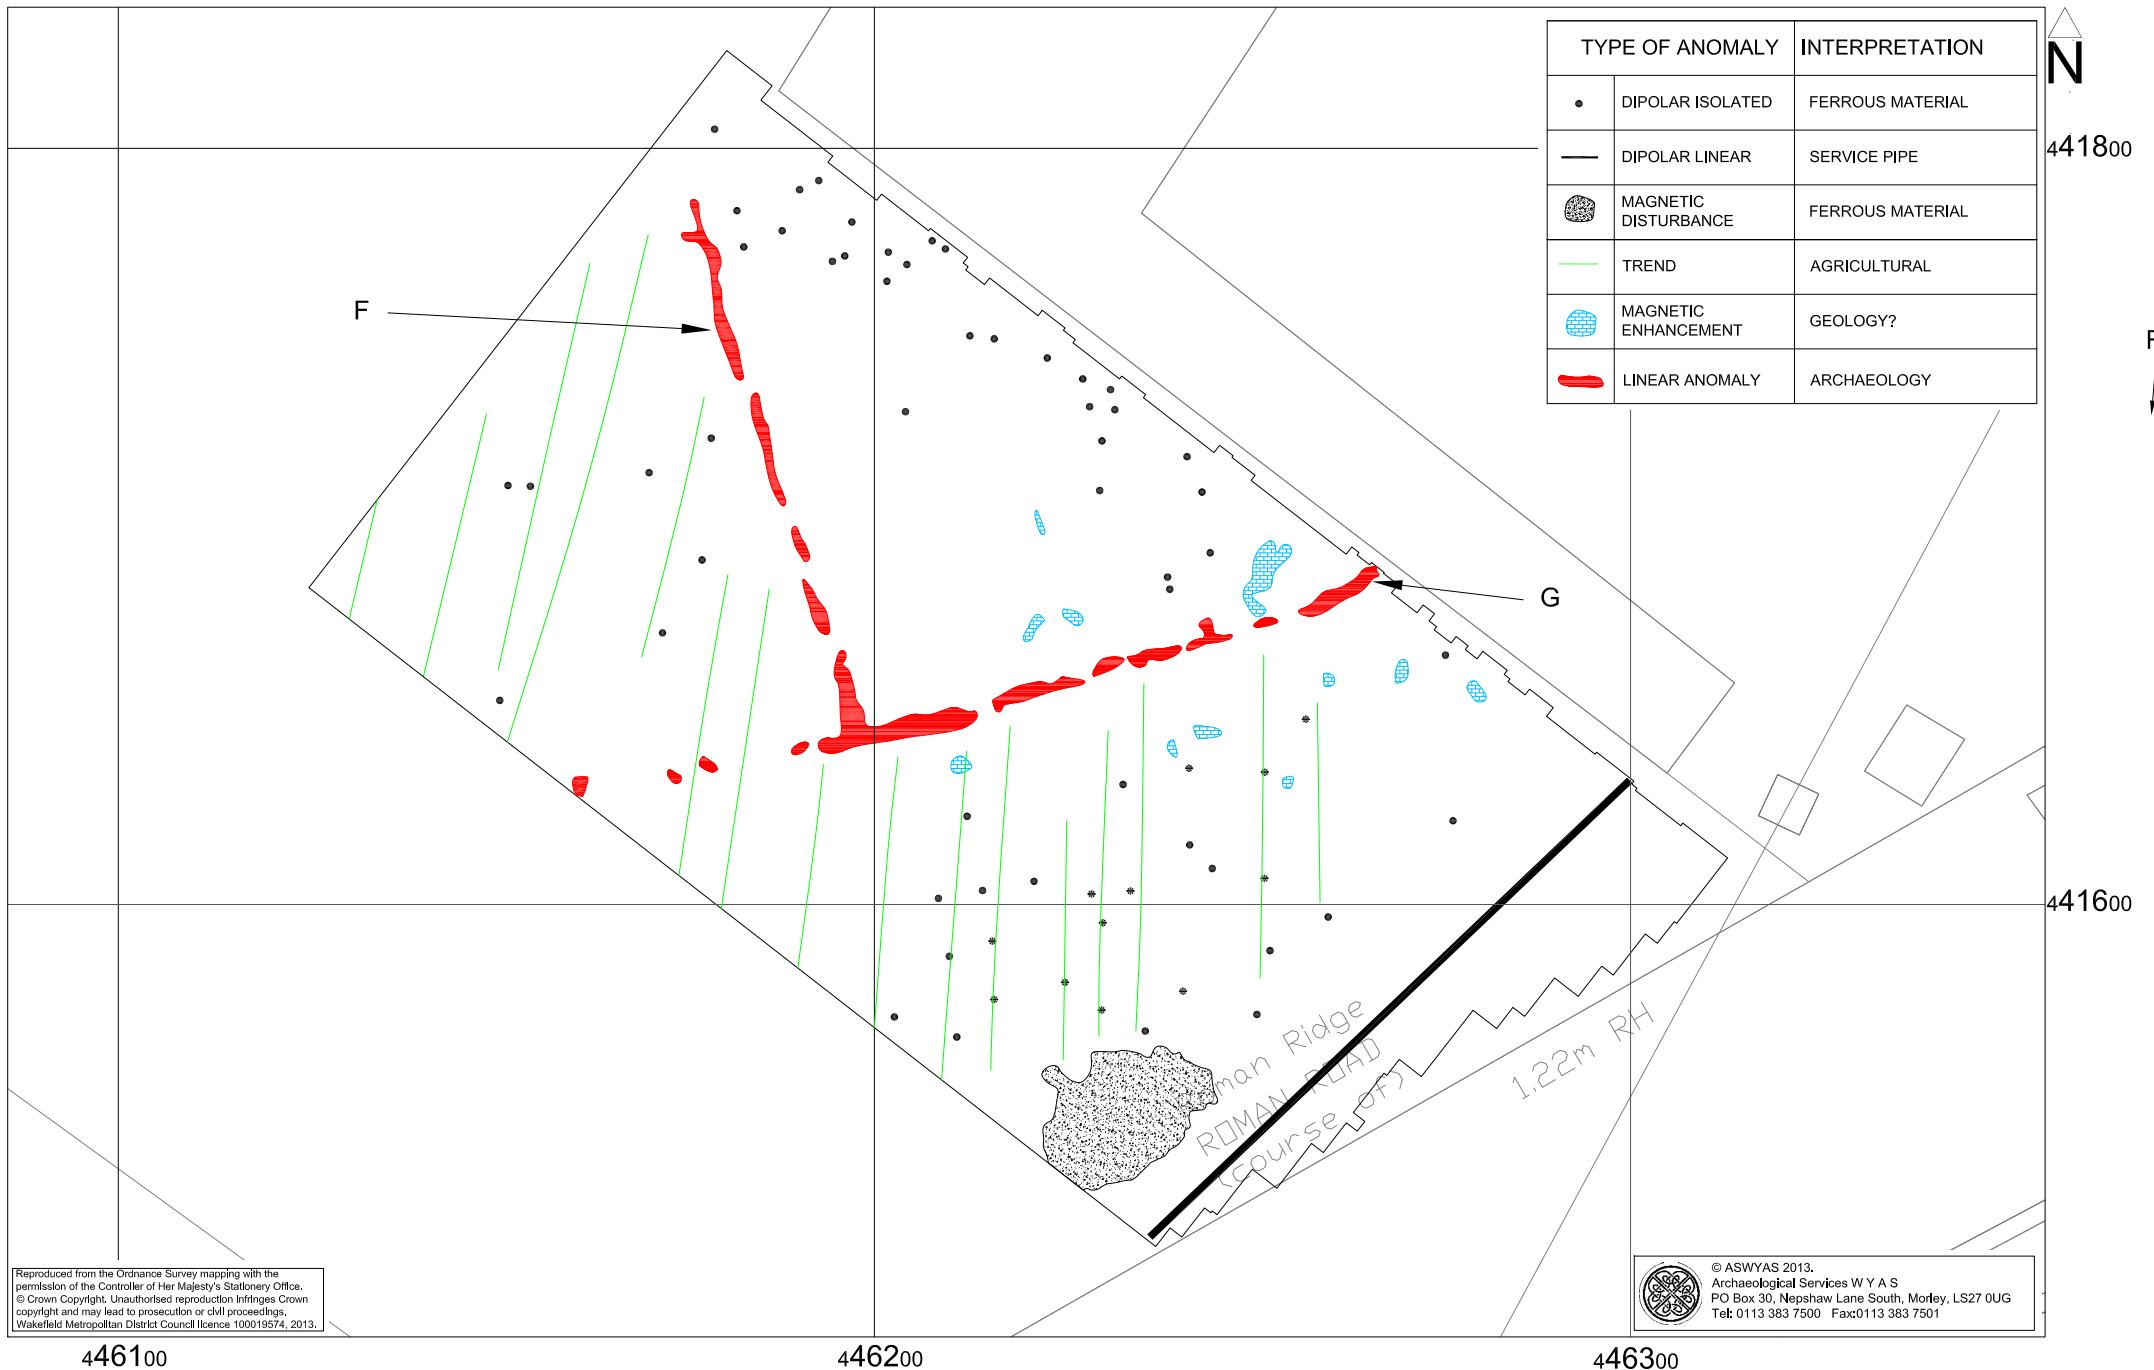 TYPE OF ANOMALY INTERPRETATION
DIPOLAR ISOLATED FERROUS MATERIAL
DIPOLAR LINEAR SERVICE PIPE
MAGNETIC
DISTURBANCE FERROUS MATERIAL
TREND AGRICULTURAL
MAGNETIC
ENHANCEMENT GEOLOGY?
LINEAR ANOMALY ARCHAEOLOGY
N
441800
F
G
441600
man Ridge
ROMAN ROAD
(course of)
1.22m RH
Reproduced from the Ordnance Survey mapping with the
permission of the Controller of Her Majesty's Stationery Office.
© Crown Copyright. Unauthorised reproduction infringes Crown
copyright and may lead to prosecution or civil proceedings,
Wakefield Metropolitan District Council licence 100019574, 2013.
© ASWYAS 2013.
Archaeological Services W Y A S
PO Box 30, Nepshaw Lane South, Morley, LS27 0UG
Tel: 0113 383 7500 Fax:0113 383 7501
446100
446200
446300